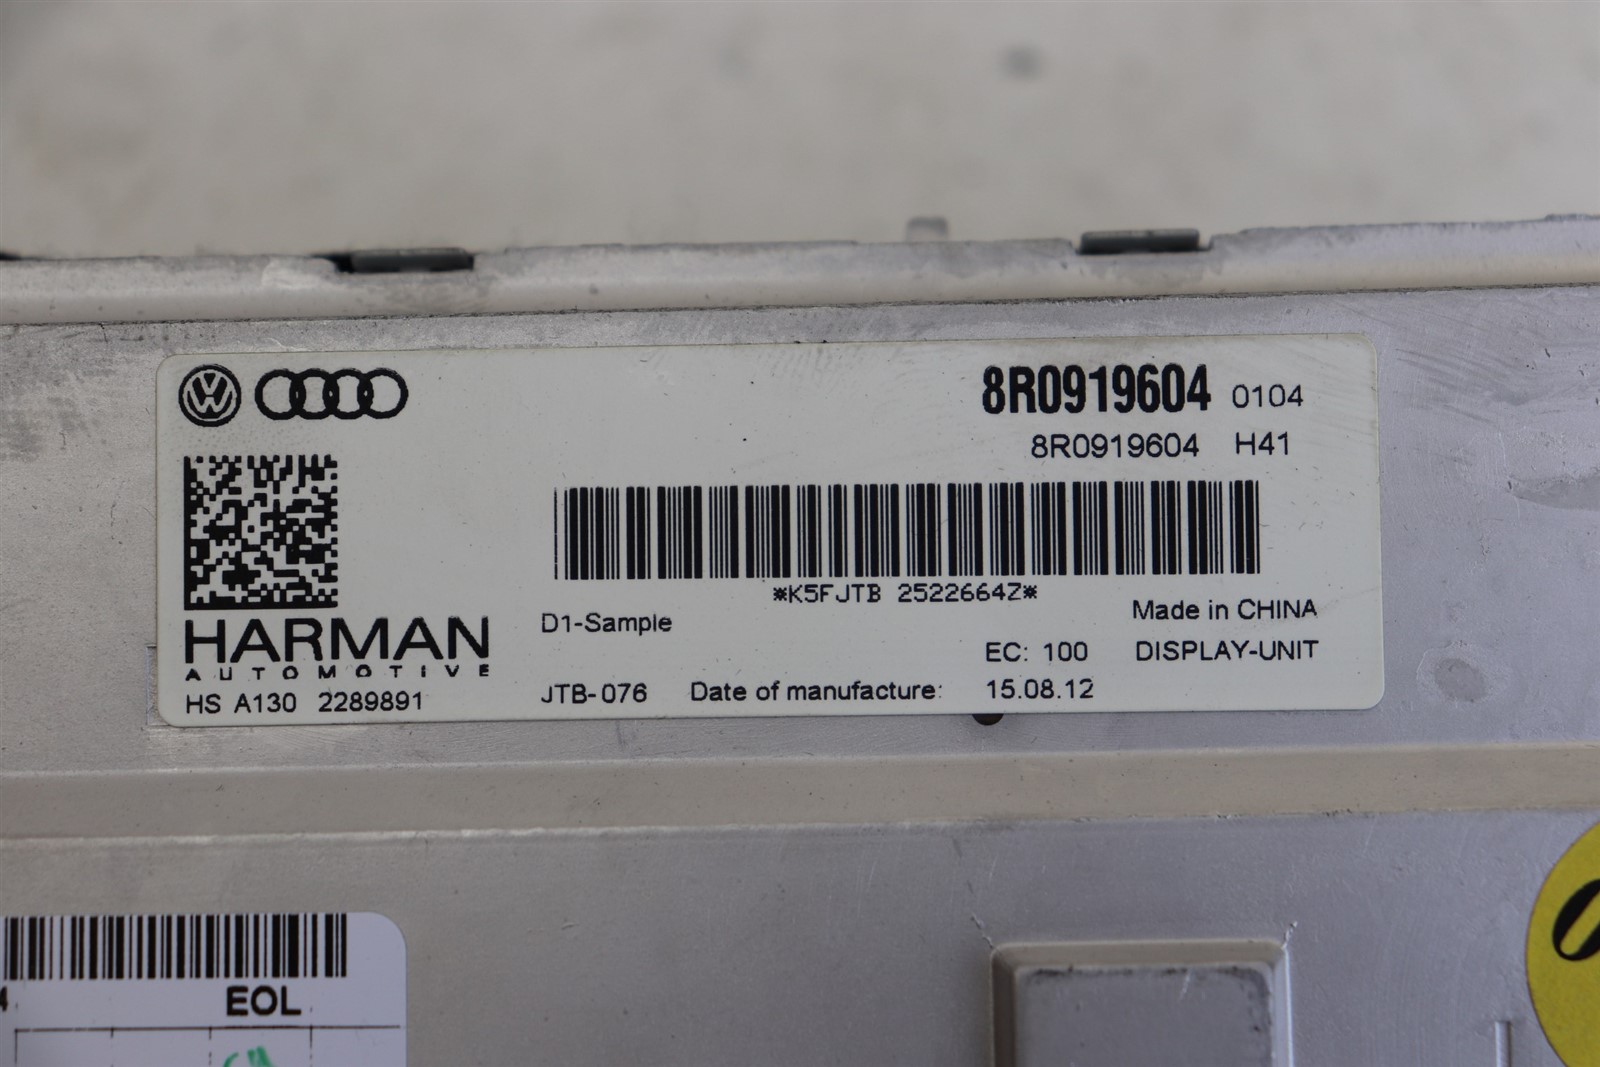 8R0919604 0104
8R0919604 H41
*K5FJTB 2522664Z*
D1-Sample
Made in CHINA
HARMAN
AUTOMOTIVE
EC: 100 DISPLAY-UNIT
HS A130 2289891
JTB-076 Date of manufacture: 15.08.12
4 EOL